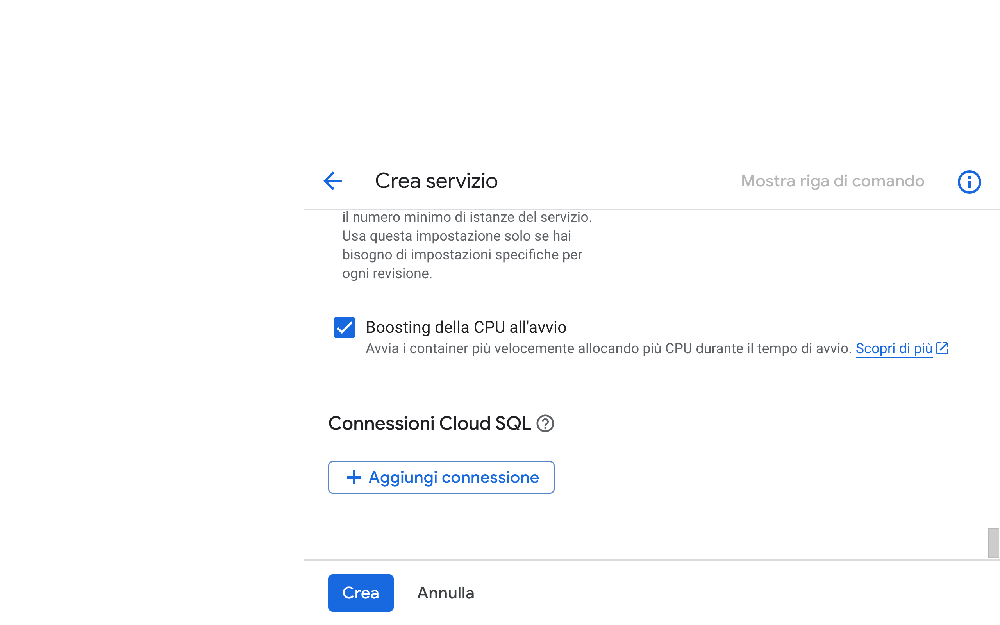 Crea servizio
Mostra riga di comando
il numero minimo di istanze del servizio.
Usa questa impostazione solo se hai
bisogno di impostazioni specifiche per
ogni revisione.
Boosting della CPU all'avvio
Avvia i container più velocemente allocando più CPU durante il tempo di avvio. Scopri di più
Connessioni Cloud SQL
Aggiungi connessione
Crea
Annulla